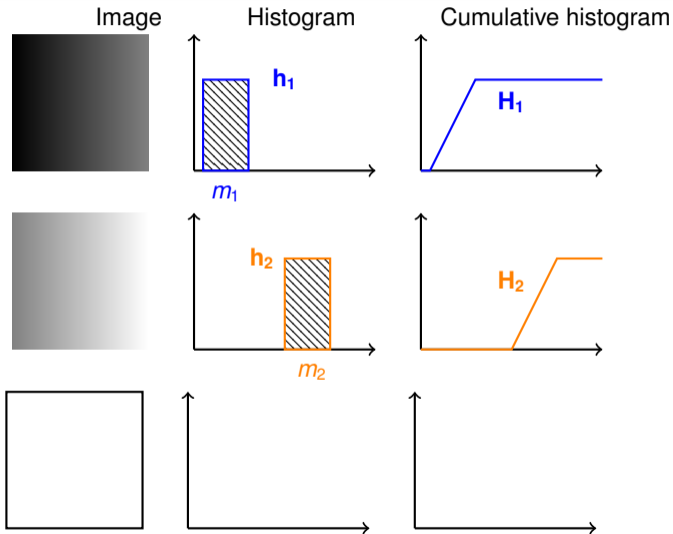 Image Histogram Cumulative histogram
h₁
H₁
m₁
h₂
H₂
m₂